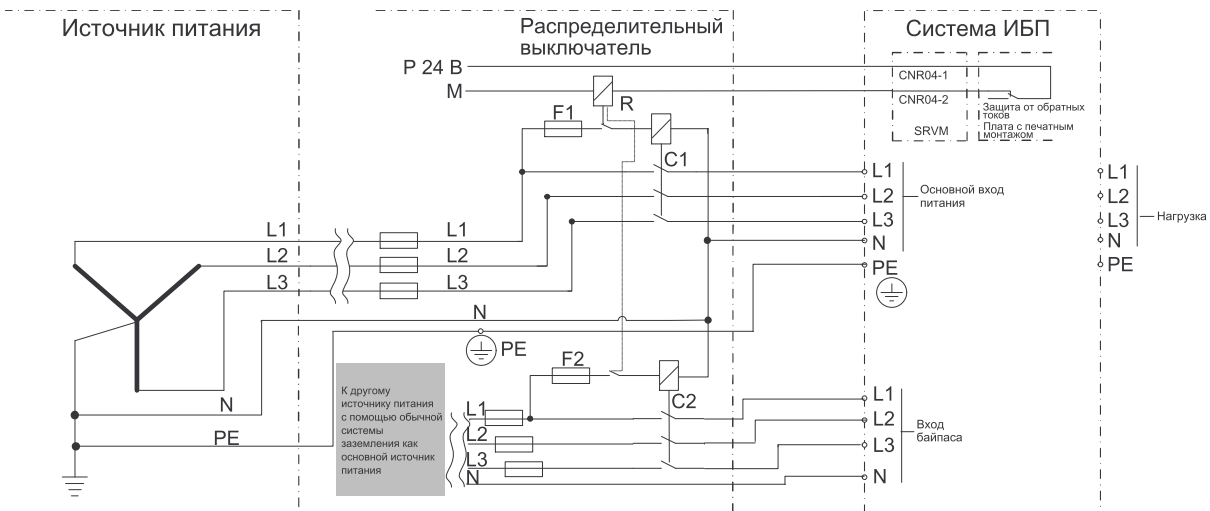 Источник питания
Распределительный
выключатель
Система ИБП
P 24 В
M
R
F1
C1
CNR04-1
CNR04-2
SRVM
Защита от обратных
токов
Плата с печатным
монтажом
L1
L2
L3
N
PE
Основной вход
питания
L1
L2
L3
N
PE
Нагрузка
L1
L2
L3
L1
L2
L3
N
PE
N
PE
F2
C2
К другому
источнику питания
с помощью обычной
системы
заземления как
основной источник
питания
L1
L2
L3
N
L1
L2
L3
N
Вход
байпаса